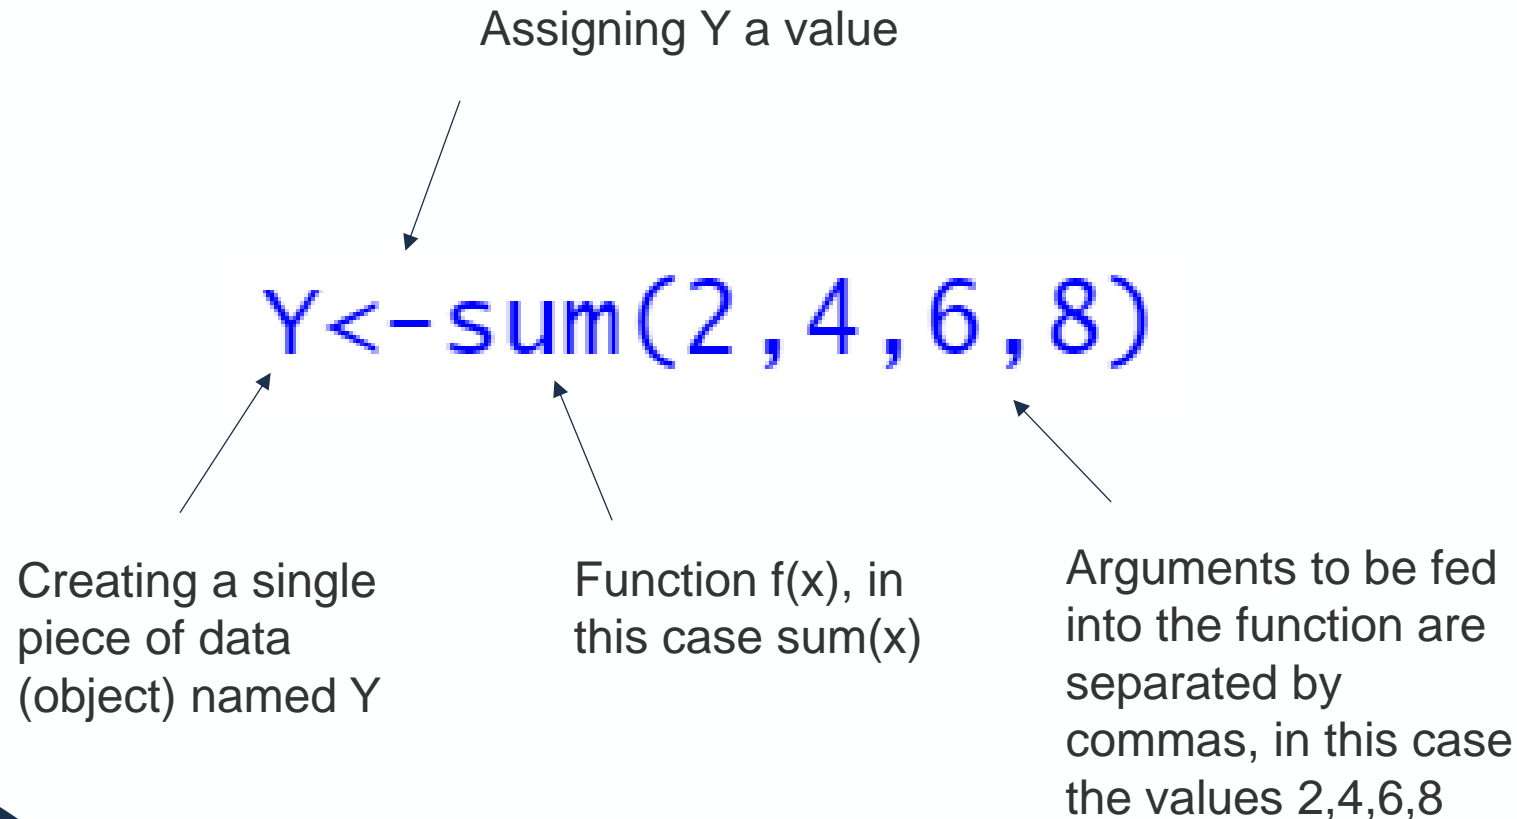 Assigning Y a value
Y<-sum(2,4,6,8)
Creating a single
piece of data
(object) named Y
Function f(x), in
this case sum(x)
Arguments to be fed
into the function are
separated by
commas, in this case
the values 2,4,6,8